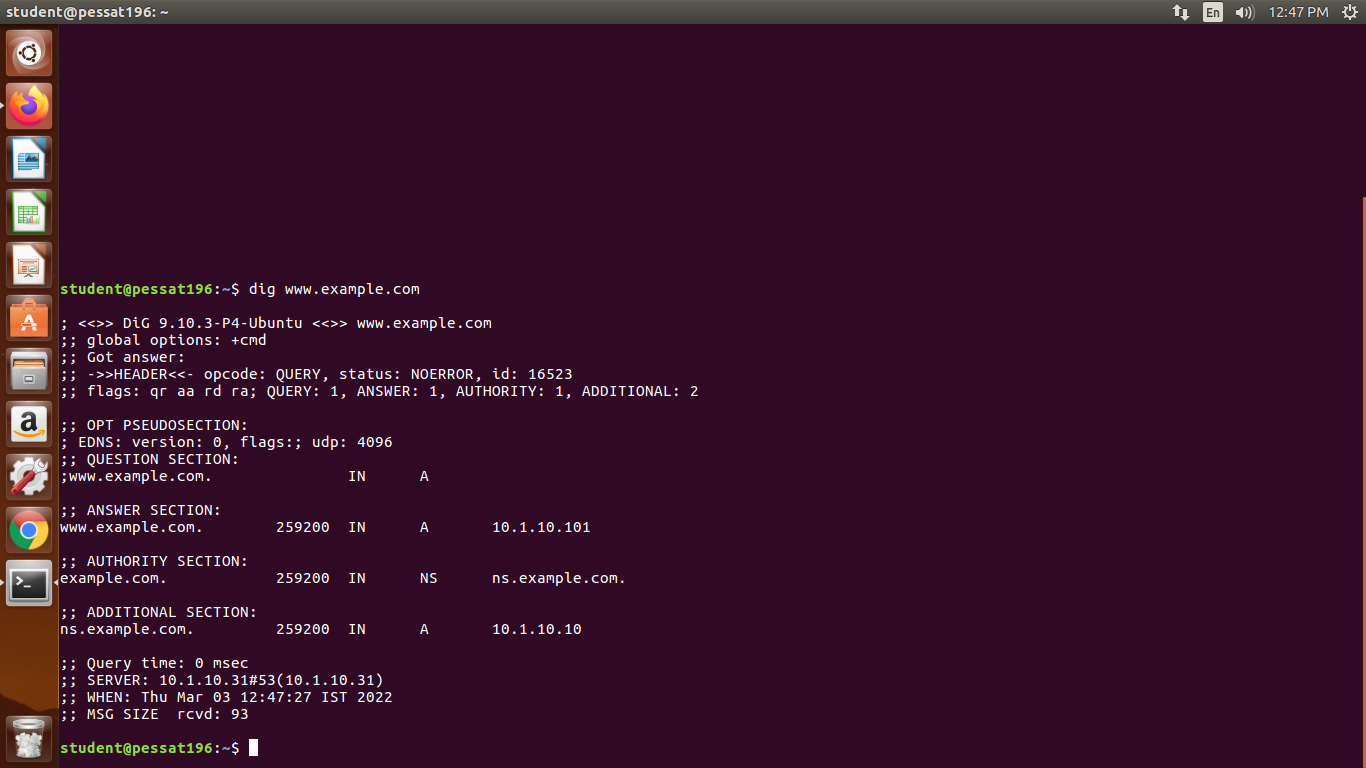 student@pessat196: ~
En 12:47 PM
student@pessat196:~$ dig www.example.com
; <<>> DiG 9.10.3-P4-Ubuntu <<>> www.example.com
;; global options: +cmd
;; Got answer:
;; ->>HEADER<<- opcode: QUERY, status: NOERROR, id: 16523
;; flags: qr aa rd ra; QUERY: 1, ANSWER: 1, AUTHORITY: 1, ADDITIONAL: 2
;; OPT PSEUDOSECTION:
; EDNS: version: 0, flags:; udp: 4096
;; QUESTION SECTION:
;www.example.com. IN A
;; ANSWER SECTION:
www.example.com. 259200 IN A 10.1.10.101
;; AUTHORITY SECTION:
example.com. 259200 IN NS ns.example.com.
;; ADDITIONAL SECTION:
ns.example.com. 259200 IN A 10.1.10.10
;; Query time: 0 msec
;; SERVER: 10.1.10.31#53(10.1.10.31)
;; WHEN: Thu Mar 03 12:47:27 IST 2022
;; MSG SIZE rcvd: 93
student@pessat196:~$